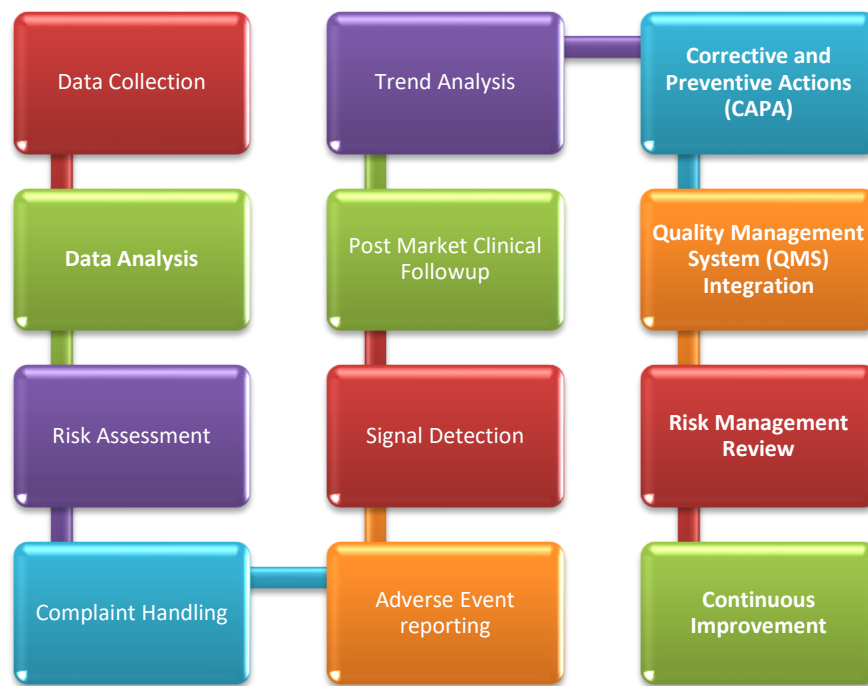 Data Collection
Data Analysis
Risk Assessment
Complaint Handling
Adverse Event
reporting
Signal Detection
Post Market Clinical
Followup
Trend Analysis
Corrective and
Preventive Actions
(CAPA)
Quality Management
System (QMS)
Integration
Risk Management
Review
Continuous
Improvement